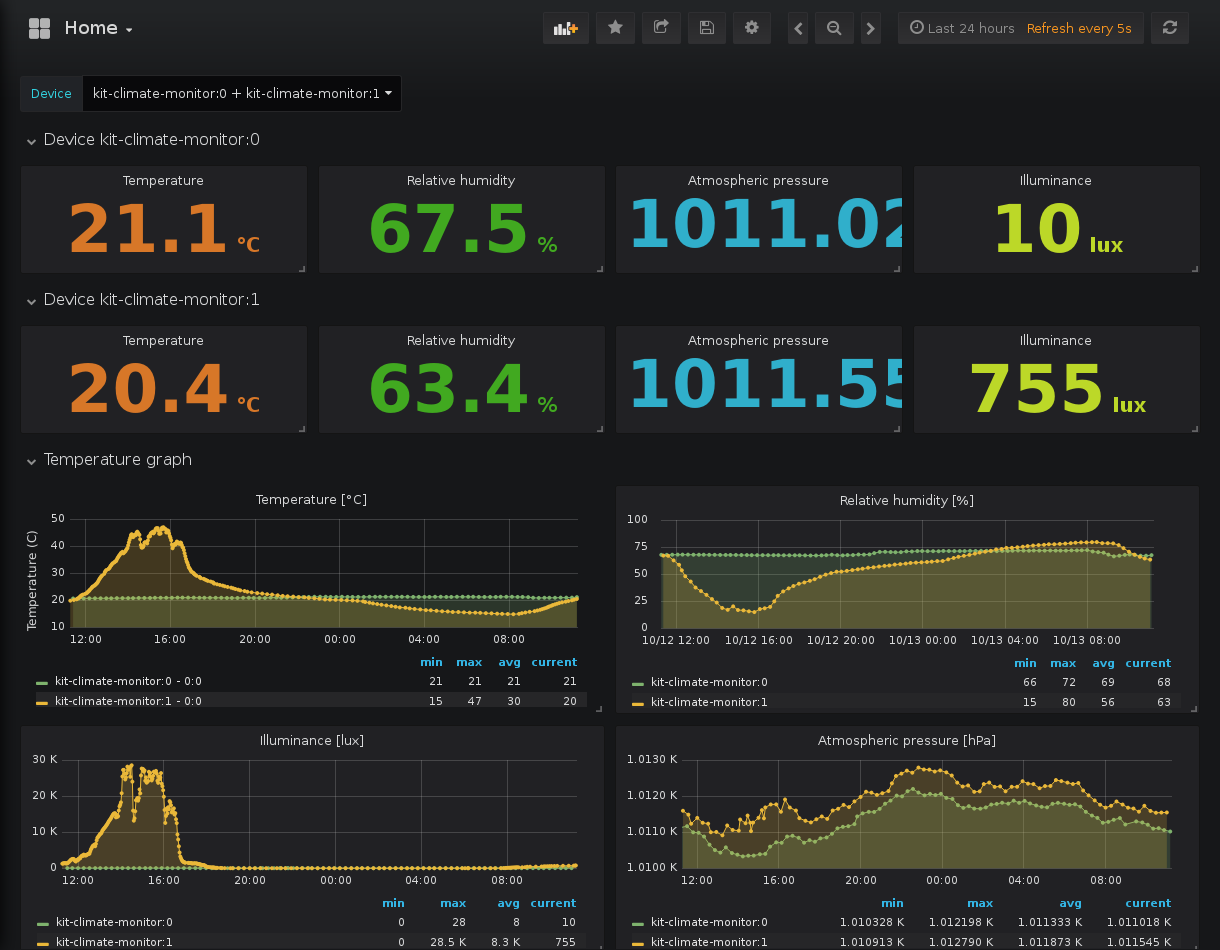 Home
Last 24 hours Refresh every 5s
Device kit-climate-monitor:0 + kit-climate-monitor:1
Device kit-climate-monitor:0
Temperature Relative humidity Atmospheric pressure Illuminance
21.1 °C 67.5 % 1011.02 10 lux
Device kit-climate-monitor:1
Temperature Relative humidity Atmospheric pressure Illuminance
20.4 °C 63.4 % 1011.55 755 lux
Temperature graph
Temperature [°C]
Temperature (C)
50
40
30
20
10
12:00 16:00 20:00 00:00 04:00 08:00
min max avg current
kit-climate-monitor:0 - 0:0 21 21 21 21
kit-climate-monitor:1 - 0:0 15 47 30 20
Relative humidity [%]
100
75
50
25
0
10/12 12:00 10/12 16:00 10/12 20:00 10/13 00:00 10/13 04:00 10/13 08:00
min max avg current
kit-climate-monitor:0 66 72 69 68
kit-climate-monitor:1 15 80 56 63
Illuminance [lux]
30 K
20 K
10 K
0
12:00 16:00 20:00 00:00 04:00 08:00
min max avg current
kit-climate-monitor:0 0 28 8 10
kit-climate-monitor:1 0 28.5 K 8.3 K 755
Atmospheric pressure [hPa]
1.0130 K
1.0120 K
1.0110 K
1.0100 K
12:00 16:00 20:00 00:00 04:00 08:00
min max avg current
kit-climate-monitor:0 1.010328 K 1.012198 K 1.011333 K 1.011018 K
kit-climate-monitor:1 1.010913 K 1.012790 K 1.011873 K 1.011545 K